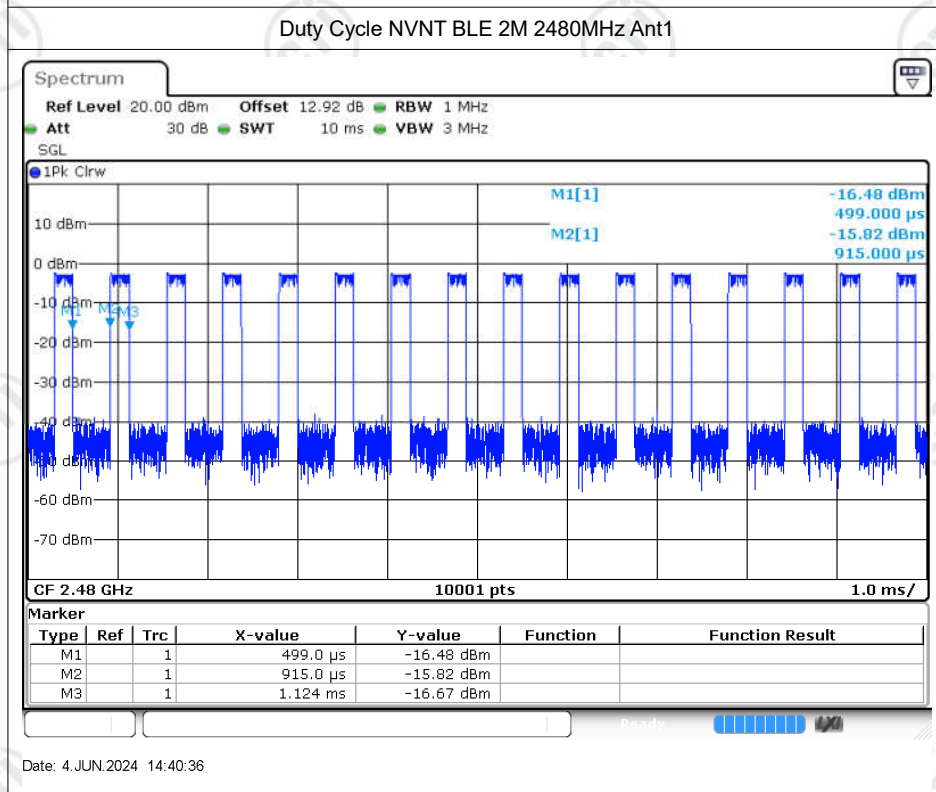 Duty Cycle NVNT BLE 2M 2480MHz Ant1
Spectrum
Ref Level 20.00 dBm Offset 12.92 dB RBW 1 MHz
Att 30 dB SWT 10 ms VBW 3 MHz
SGL
1Pk Clrw
M1[1] -16.48 dBm
499.000 µs
10 dBm
M2[1] -15.82 dBm
915.000 µs
0 dBm
-10 dBm
M1 M2 M3
-20 dBm
-30 dBm
-40 dBm
-50 dBm
-60 dBm
-70 dBm
CF 2.48 GHz 10001 pts 1.0 ms/
Marker
Type Ref Trc X-value Y-value Function Function Result
M1 1 499.0 µs -16.48 dBm
M2 1 915.0 µs -15.82 dBm
M3 1 1.124 ms -16.67 dBm
Ready
LXI
Date: 4.JUN.2024 14:40:36